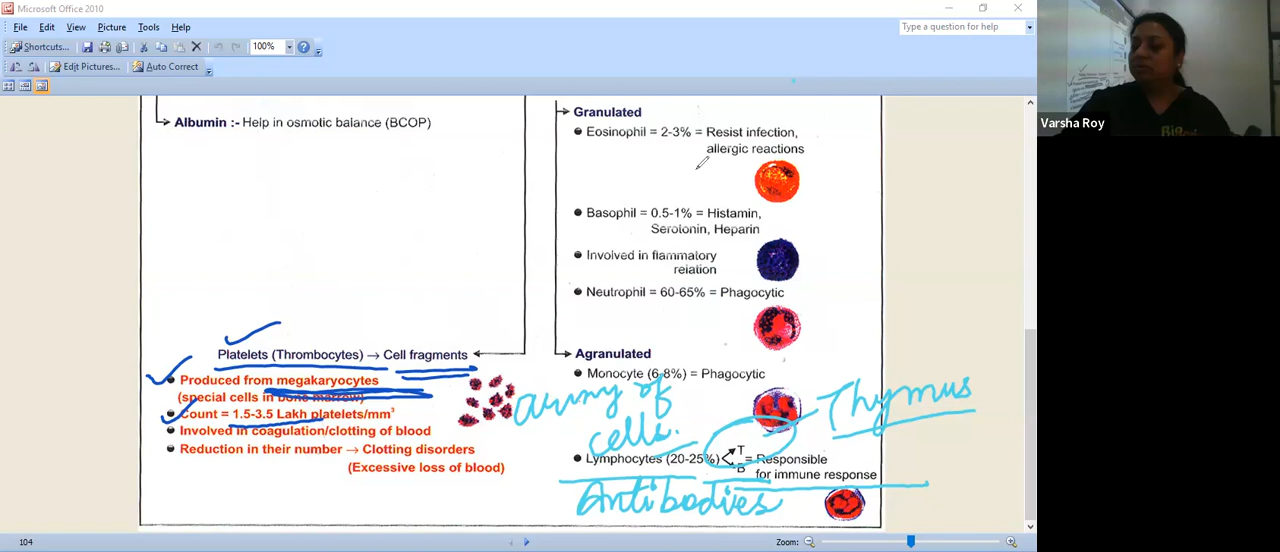 Microsoft Office 2010
File Edit View Picture Tools Help
Type a question for help
Shortcuts...
100%
Edit Pictures...
Auto Correct
Varsha Roy
Albumin :- Help in osmotic balance (BCOP)
Granulated
Eosinophil = 2-3% = Resist infection,
allergic reactions
Basophil = 0.5-1% = Histamin,
Serotonin, Heparin
Involved in flammatory
reiation
Neutrophil = 60-65% = Phagocytic
Platelets (Thrombocytes) → Cell fragments
Produced from megakaryocytes
(special cells in bone marrow)
Count = 1.5-3.5 Lakh platelets/mm³
Involved in coagulation/clotting of blood
Reduction in their number → Clotting disorders
(Excessive loss of blood)
Agranulated
Monocyte (6-8%) = Phagocytic
Army of
cells.
Thymus
Lymphocytes (20-25%)
T
B
= Responsible
for immune response
Antibodies
104
Zoom: